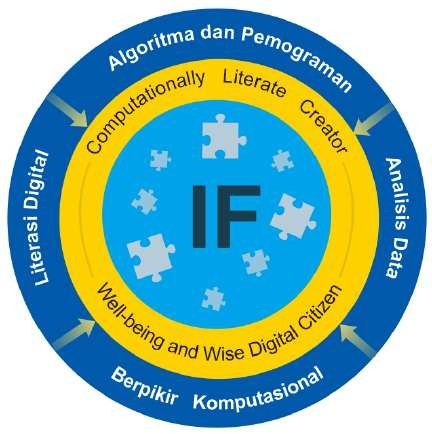 Algoritma dan Pemograman
Computationally Literate Creator
Literasi Digital
IF
Analisis Data
Well-being and Wise Digital Citizen
Berpikir Komputasional